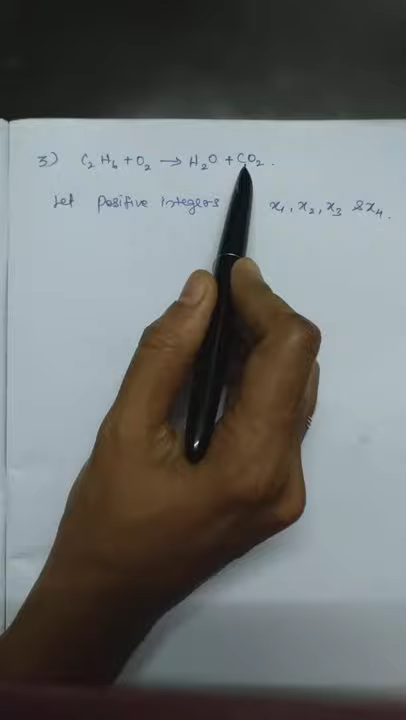 3) C₂H₆ + O₂ → H₂O + CO₂.
Let positive integers x₁, x₂, x₃ & x₄.